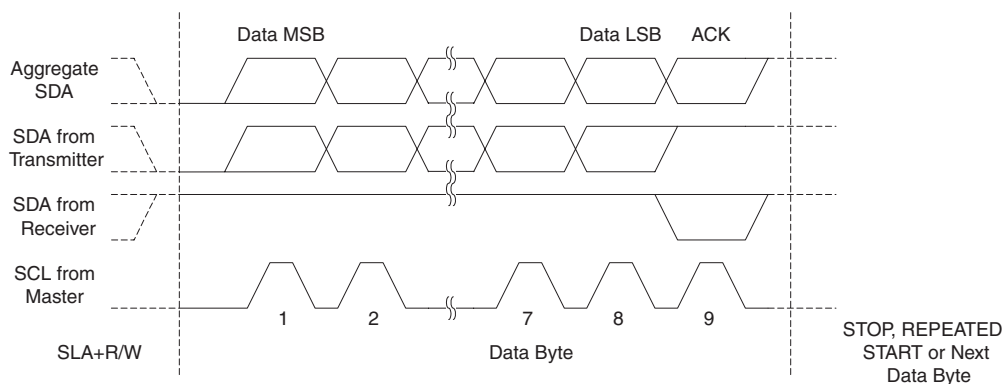 Data MSB
Data LSB
ACK
Aggregate
SDA
SDA from
Transmitter
SDA from
Receiver
SCL from
Master
1
2
7
8
9
SLA+R/W
Data Byte
STOP, REPEATED
START or Next
Data Byte